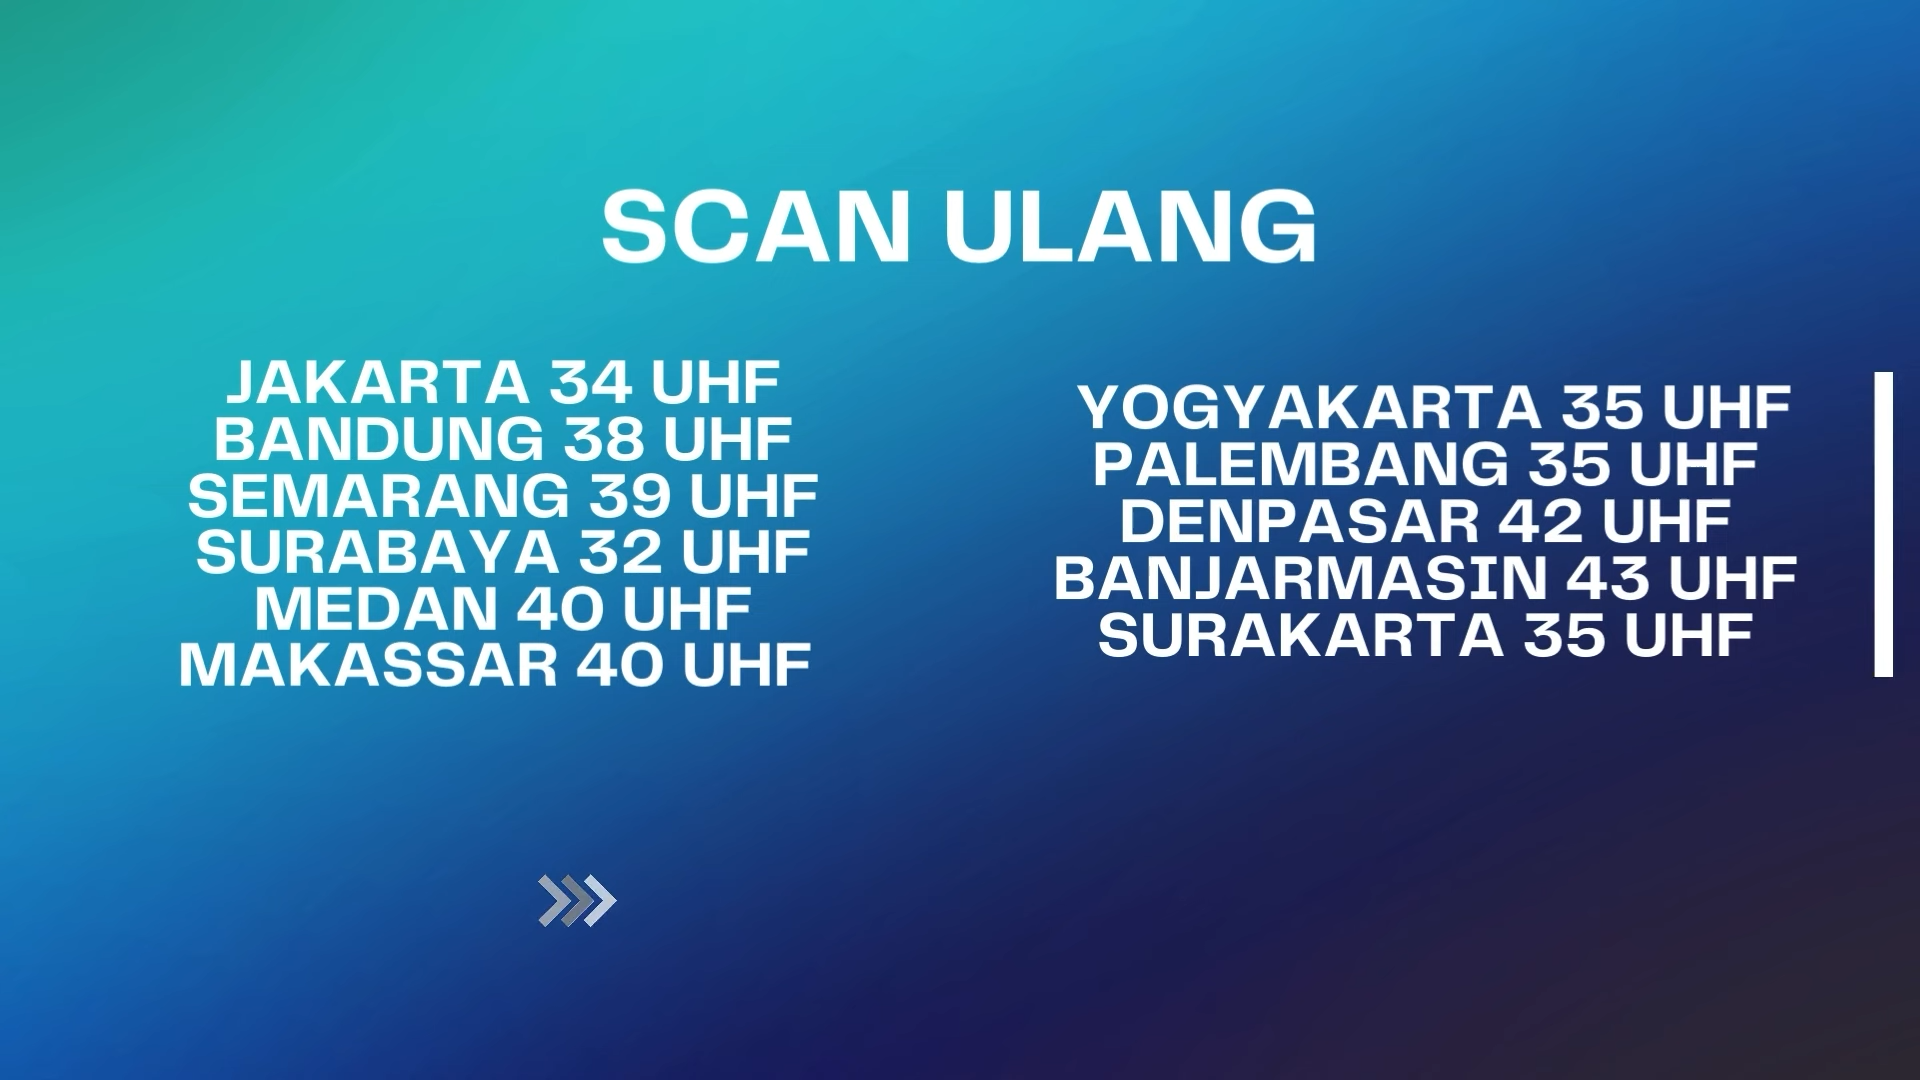 SCAN ULANG
JAKARTA 34 UHF
BANDUNG 38 UHF
SEMARANG 39 UHF
SURABAYA 32 UHF
MEDAN 40 UHF
MAKASSAR 40 UHF
YOGYAKARTA 35 UHF
PALEMBANG 35 UHF
DENPASAR 42 UHF
BANJARMASIN 43 UHF
SURAKARTA 35 UHF